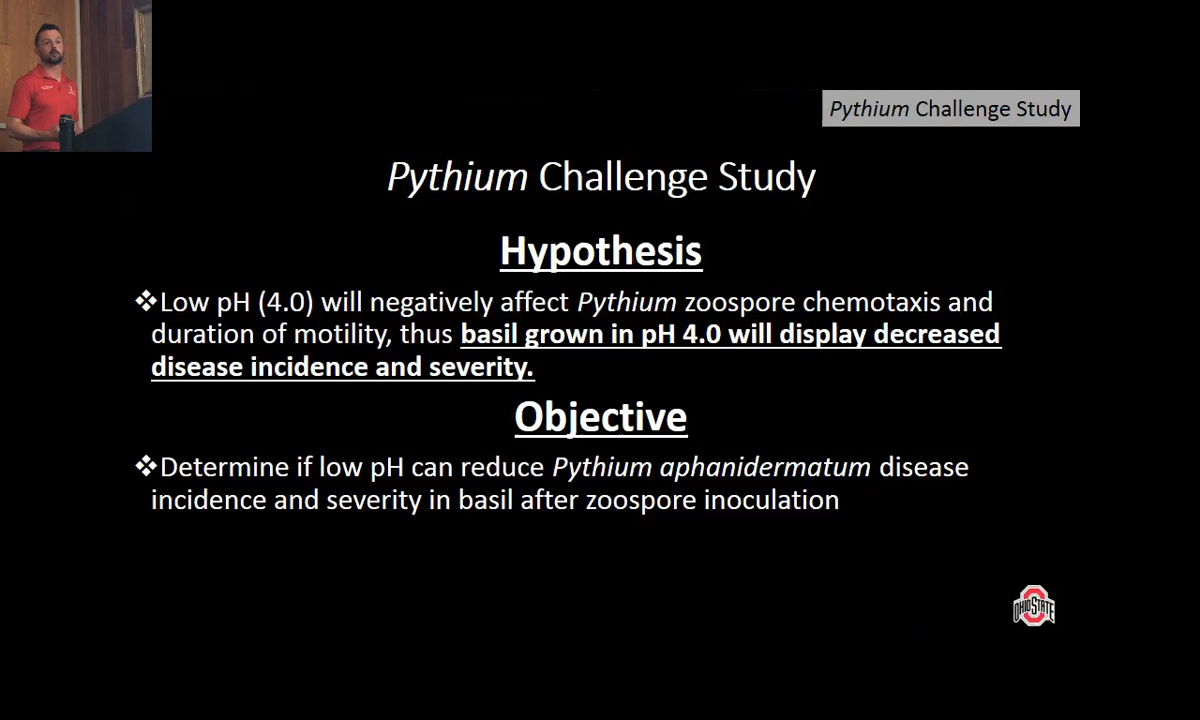 Pythium Challenge Study
Pythium Challenge Study
Hypothesis
❖Low pH (4.0) will negatively affect Pythium zoospore chemotaxis and
duration of motility, thus basil grown in pH 4.0 will display decreased
disease incidence and severity.
Objective
❖Determine if low pH can reduce Pythium aphanidermatum disease
incidence and severity in basil after zoospore inoculation
OHIO STATE